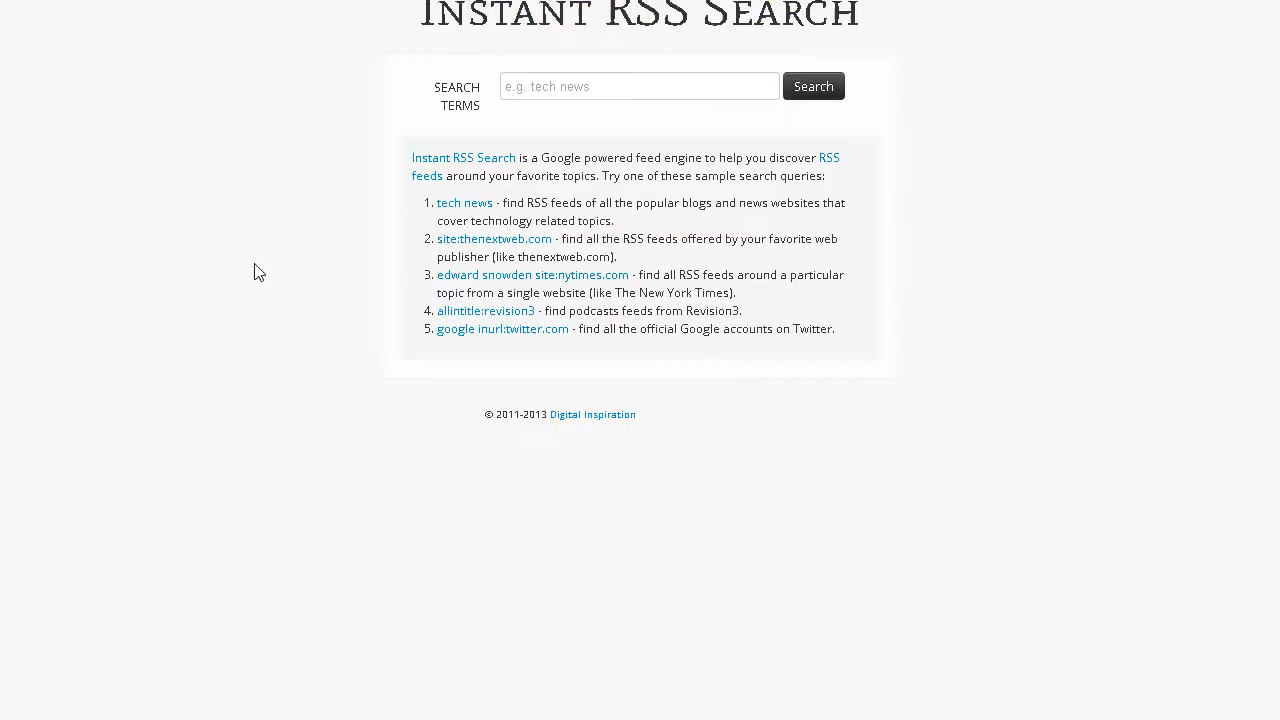 INSTANT RSS SEARCH
SEARCH TERMS
e.g. tech news
Search
Instant RSS Search is a Google powered feed engine to help you discover RSS
feeds around your favorite topics. Try one of these sample search queries:
1. tech news - find RSS feeds of all the popular blogs and news websites that
cover technology related topics.
2. site:thenextweb.com - find all the RSS feeds offered by your favorite web
publisher (like thenextweb.com).
3. edward snowden site:nytimes.com - find all RSS feeds around a particular
topic from a single website (like The New York Times).
4. allintitle:revision3 - find podcasts feeds from Revision3.
5. google inurl:twitter.com - find all the official Google accounts on Twitter.
© 2011-2013 Digital Inspiration